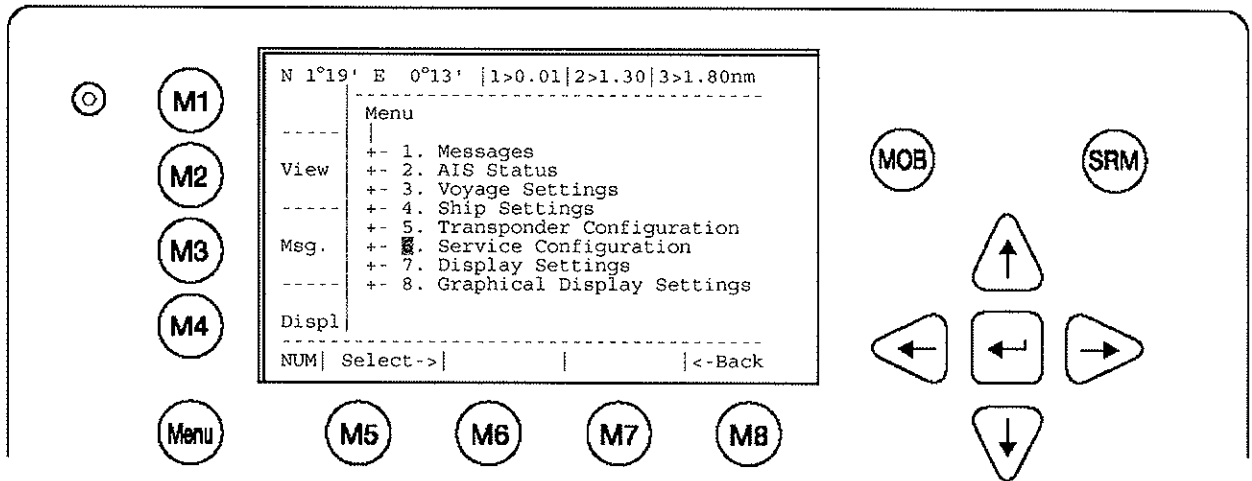 N 1°19' E 0°13' |1>0.01|2>1.30|3>1.80nm
Menu
+- 1. Messages
+- 2. AIS Status
+- 3. Voyage Settings
+- 4. Ship Settings
+- 5. Transponder Configuration
+- 6. Service Configuration
+- 7. Display Settings
+- 8. Graphical Display Settings
View
Msg.
Displ
NUM| Select->| | |<-Back
M1
M2
M3
M4
Menu
M5
M6
M7
M8
MOB
SRM